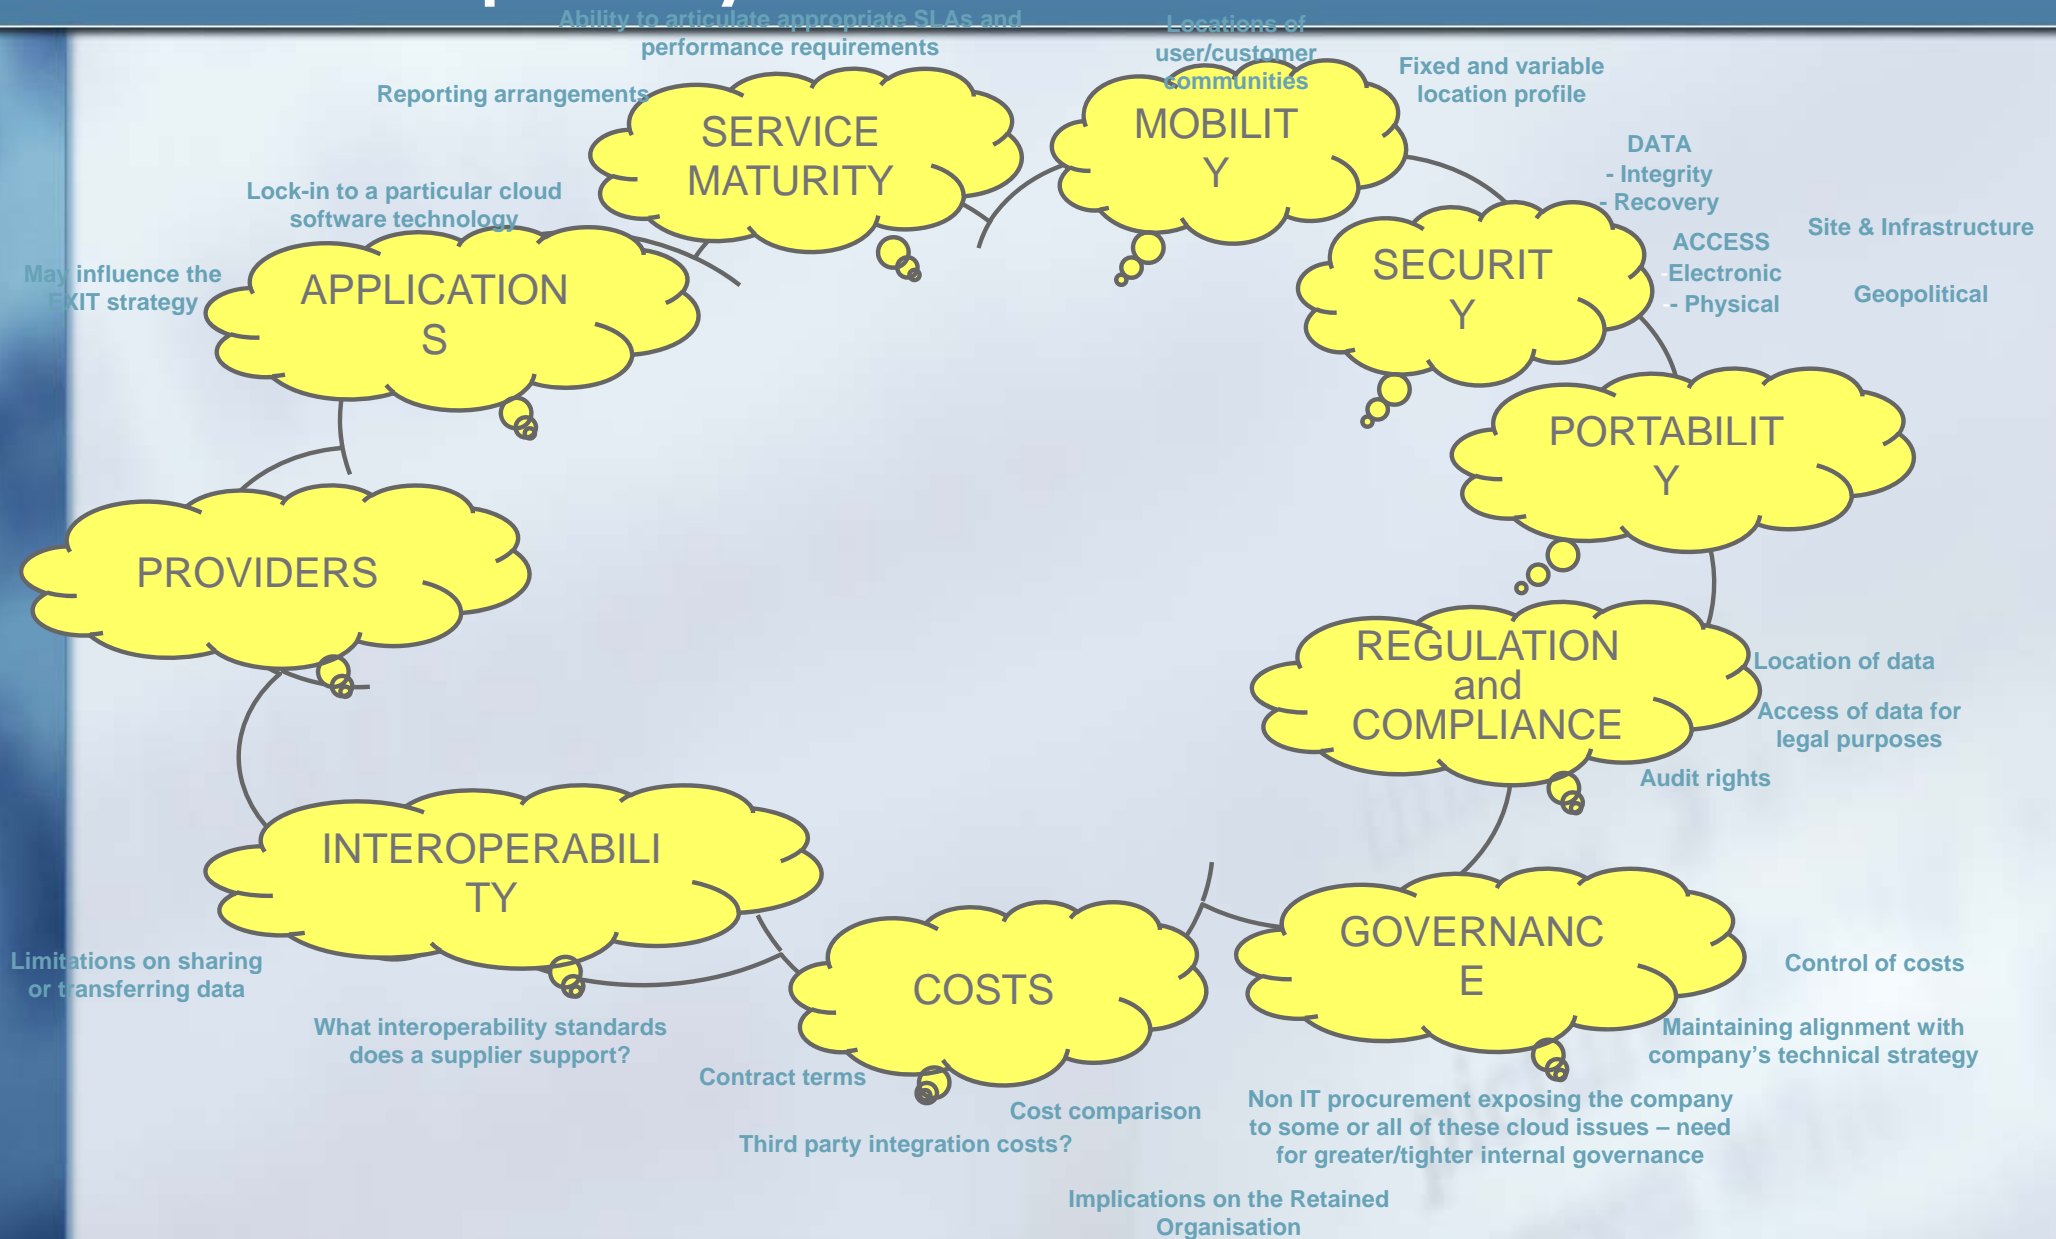 Ability to articulate appropriate SLAs and
performance requirements
Locations of
user/customer
communities
Fixed and variable
location profile
Reporting arrangements
SERVICE
MATURITY
MOBILIT
Y
DATA
- Integrity
- Recovery
Lock-in to a particular cloud
software technology
Site & Infrastructure
ACCESS
-Electronic
-- Physical
Geopolitical
SECURIT
Y
May influence the
EXIT strategy
APPLICATION
S
PORTABILIT
Y
PROVIDERS
REGULATION
and
COMPLIANCE
Location of data
Access of data for
legal purposes
Audit rights
INTEROPERABILI
TY
GOVERNANC
E
COSTS
Limitations on sharing
or transferring data
Control of costs
What interoperability standards
does a supplier support?
Maintaining alignment with
company's technical strategy
Contract terms
Cost comparison
Third party integration costs?
Non IT procurement exposing the company
to some or all of these cloud issues – need
for greater/tighter internal governance
Implications on the Retained
Organisation